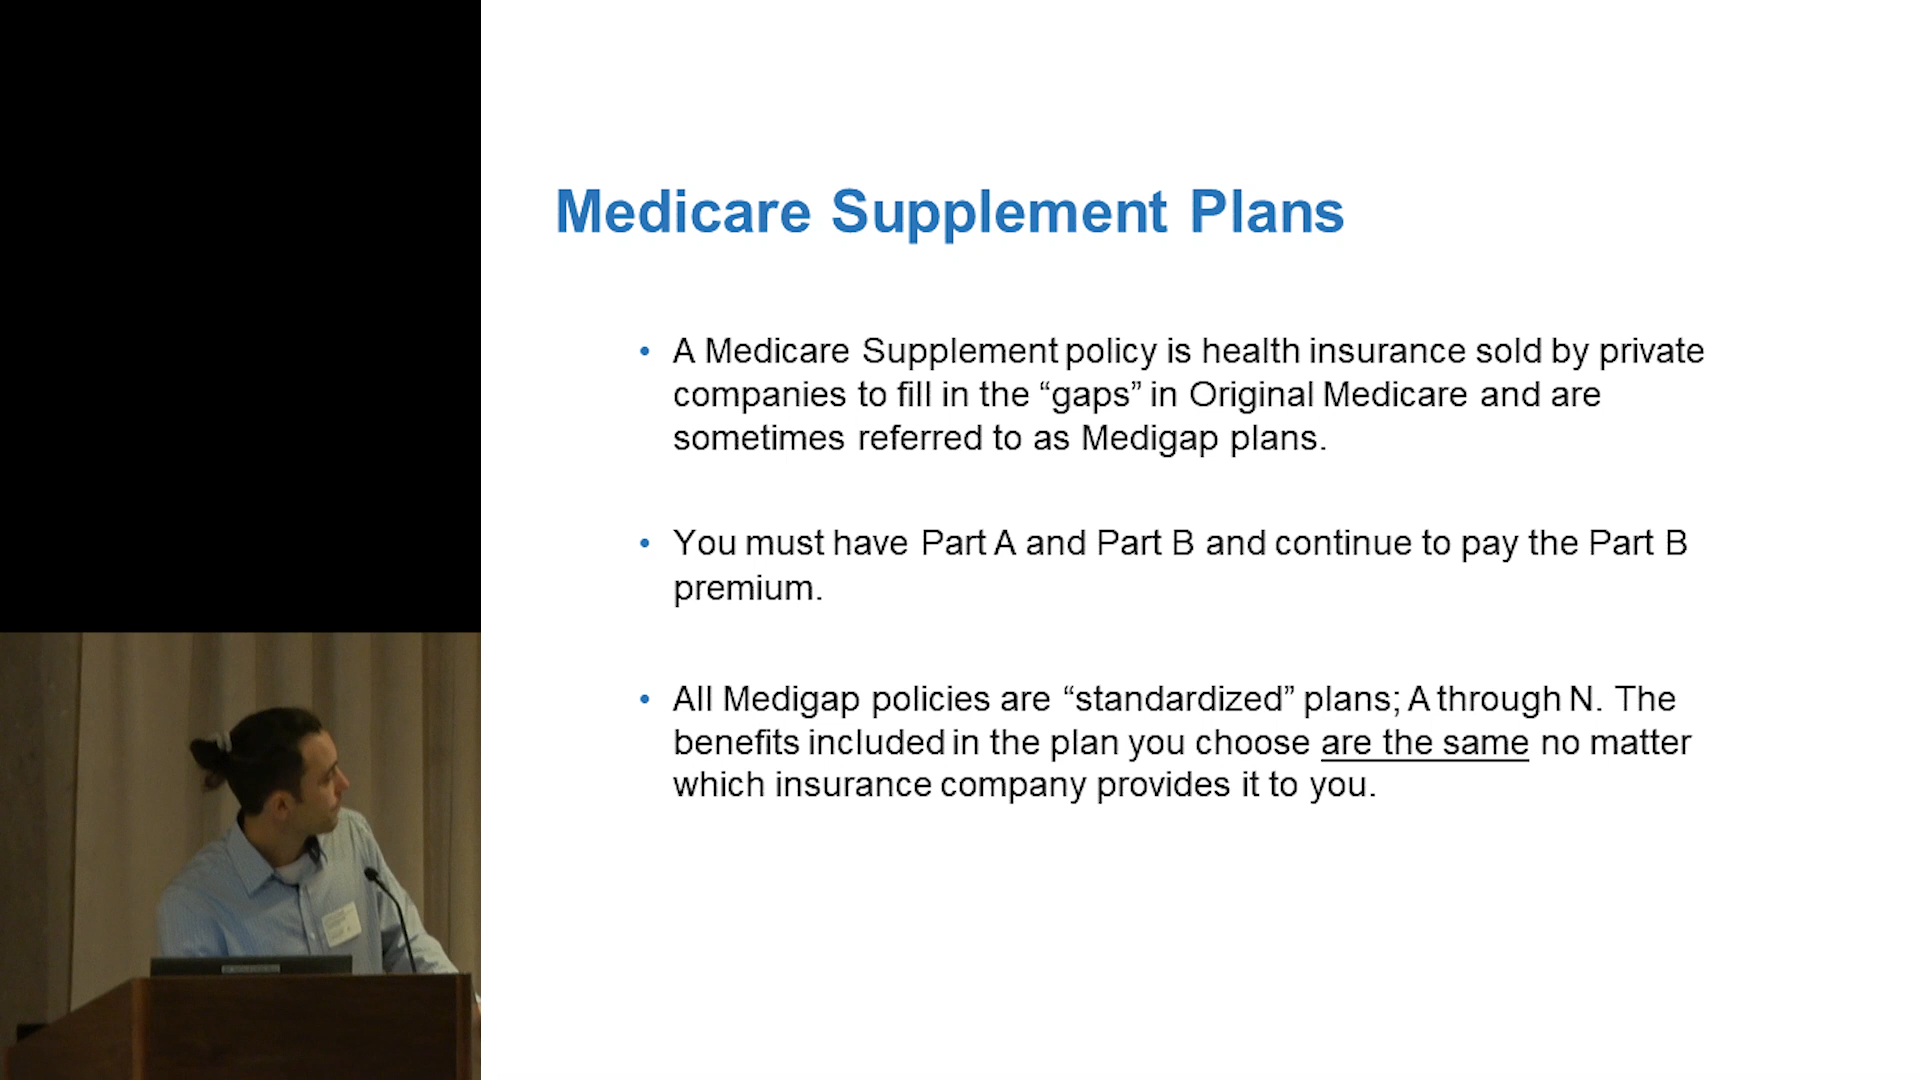 Medicare Supplement Plans
• A Medicare Supplement policy is health insurance sold by private
companies to fill in the “gaps” in Original Medicare and are
sometimes referred to as Medigap plans.
• You must have Part A and Part B and continue to pay the Part B
premium.
• All Medigap policies are “standardized” plans; A through N. The
benefits included in the plan you choose are the same no matter
which insurance company provides it to you.